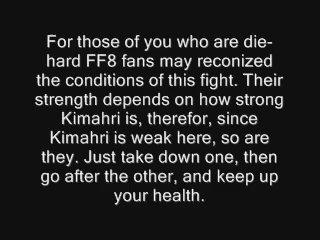 For those of you who are die-
hard FF8 fans may reconized
the conditions of this fight. Their
strength depends on how strong
Kimahri is, therefor, since
Kimahri is weak here, so are
they. Just take down one, then
go after the other, and keep up
your health.